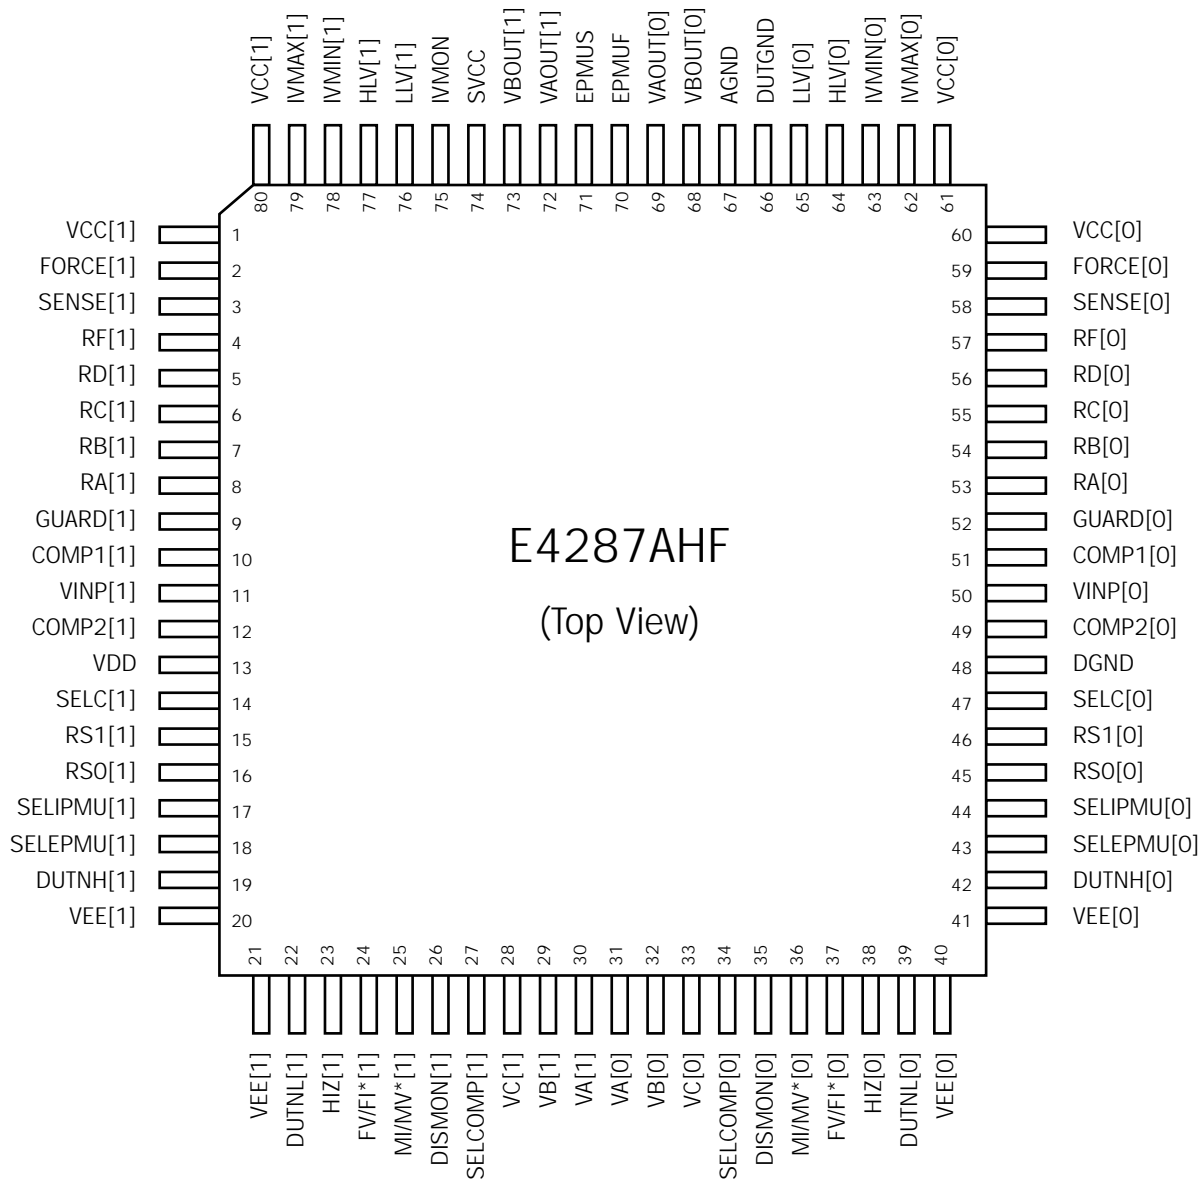 VCC[1]
IVMAX[1]
IVMIN[1]
HLV[1]
LLV[1]
IVMON
SVCC
VBOUT[1]
VAOUT[1]
EPMUS
EPMUF
VAOUT[0]
VBOUT[0]
AGND
DUTGND
LLV[0]
HLV[0]
IVMIN[0]
IVMAX[0]
VCC[0]
80
79
78
77
76
75
74
73
72
71
70
69
68
67
66
65
64
63
62
61
VCC[1] 1
FORCE[1] 2
SENSE[1] 3
RF[1] 4
RD[1] 5
RC[1] 6
RB[1] 7
RA[1] 8
GUARD[1] 9
COMP1[1] 10
VINP[1] 11
COMP2[1] 12
VDD 13
SELC[1] 14
RS1[1] 15
RS0[1] 16
SELIPMU[1] 17
SELEPMU[1] 18
DUTNH[1] 19
VEE[1] 20
E4287AHF
(Top View)
60 VCC[0]
59 FORCE[0]
58 SENSE[0]
57 RF[0]
56 RD[0]
55 RC[0]
54 RB[0]
53 RA[0]
52 GUARD[0]
51 COMP1[0]
50 VINP[0]
49 COMP2[0]
48 DGND
47 SELC[0]
46 RS1[0]
45 RS0[0]
44 SELIPMU[0]
43 SELEPMU[0]
42 DUTNH[0]
41 VEE[0]
21
22
23
24
25
26
27
28
29
30
31
32
33
34
35
36
37
38
39
40
VEE[1]
DUTNL[1]
HIZ[1]
FV/FI*[1]
MI/MV*[1]
DISMON[1]
SELCOMP[1]
VC[1]
VB[1]
VA[1]
VA[0]
VB[0]
VC[0]
SELCOMP[0]
DISMON[0]
MI/MV*[0]
FV/FI*[0]
HIZ[0]
DUTNL[0]
VEE[0]